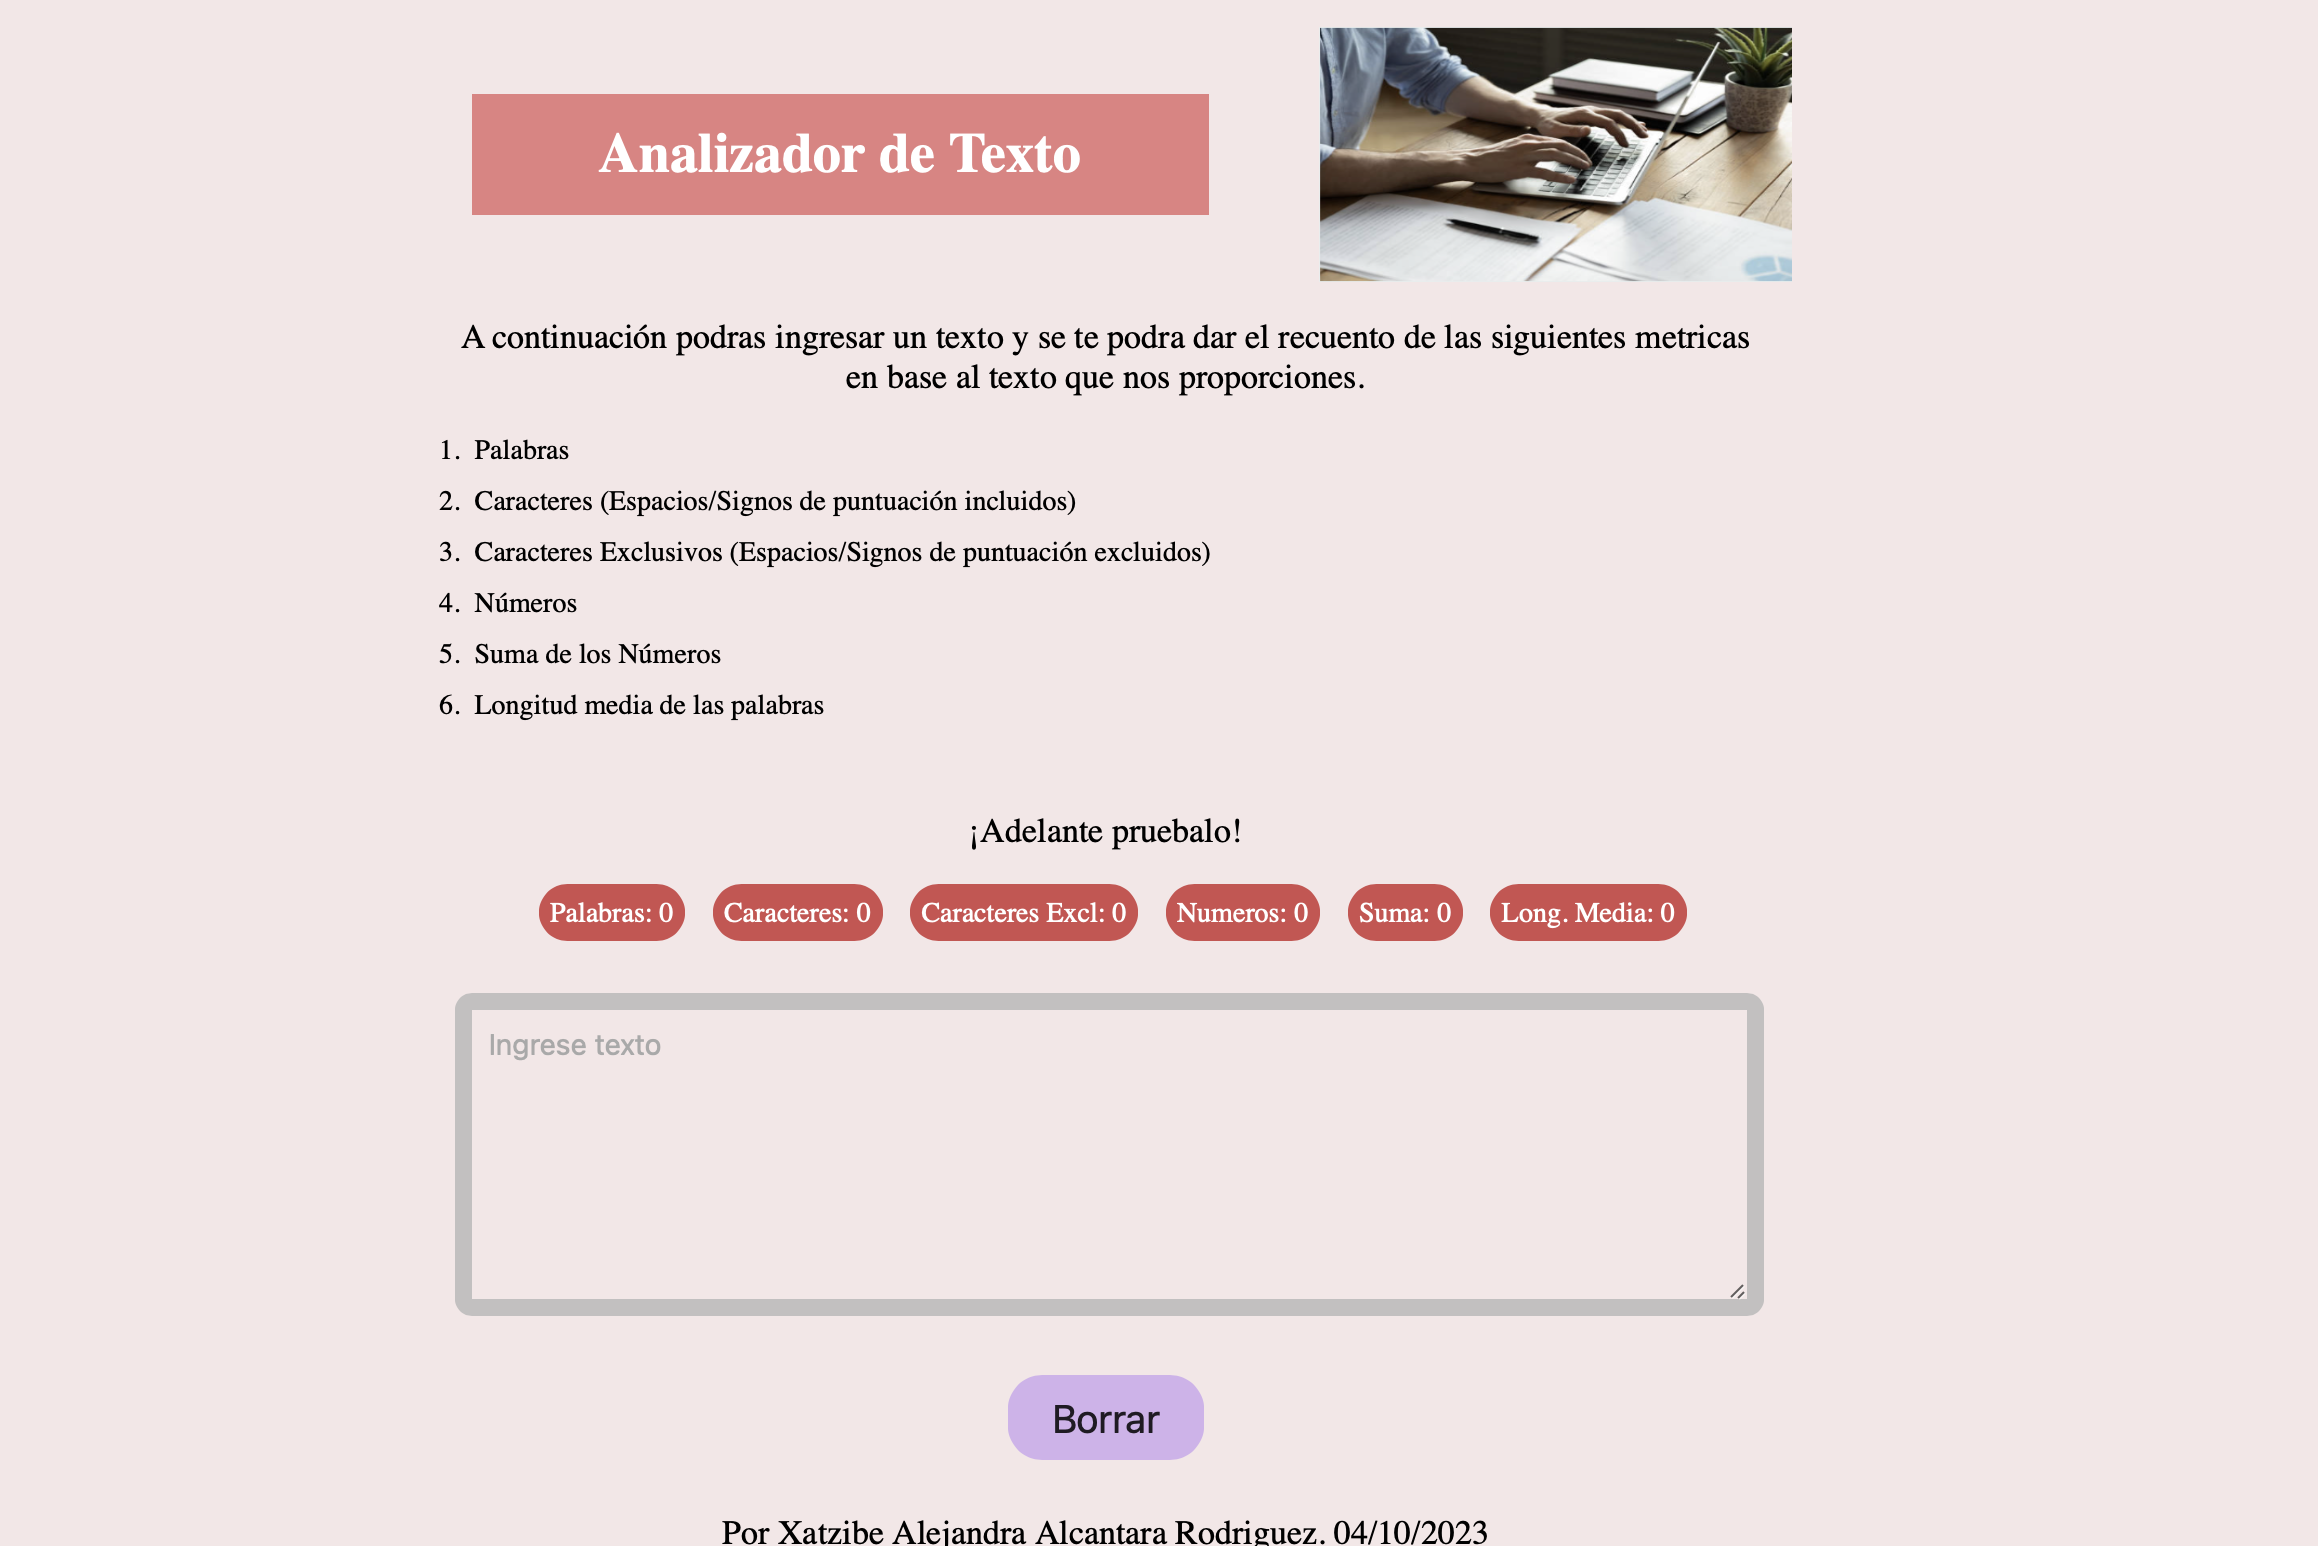 Analizador de Texto
A continuación podras ingresar un texto y se te podra dar el recuento de las siguientes metricas
en base al texto que nos proporciones.
1. Palabras
2. Caracteres (Espacios/Signos de puntuación incluidos)
3. Caracteres Exclusivos (Espacios/Signos de puntuación excluidos)
4. Números
5. Suma de los Números
6. Longitud media de las palabras
¡Adelante pruebalo!
Palabras: 0 Caracteres: 0 Caracteres Excl: 0 Numeros: 0 Suma: 0 Long. Media: 0
Ingrese texto
Borrar
Por Xatzibe Alejandra Alcantara Rodriguez. 04/10/2023